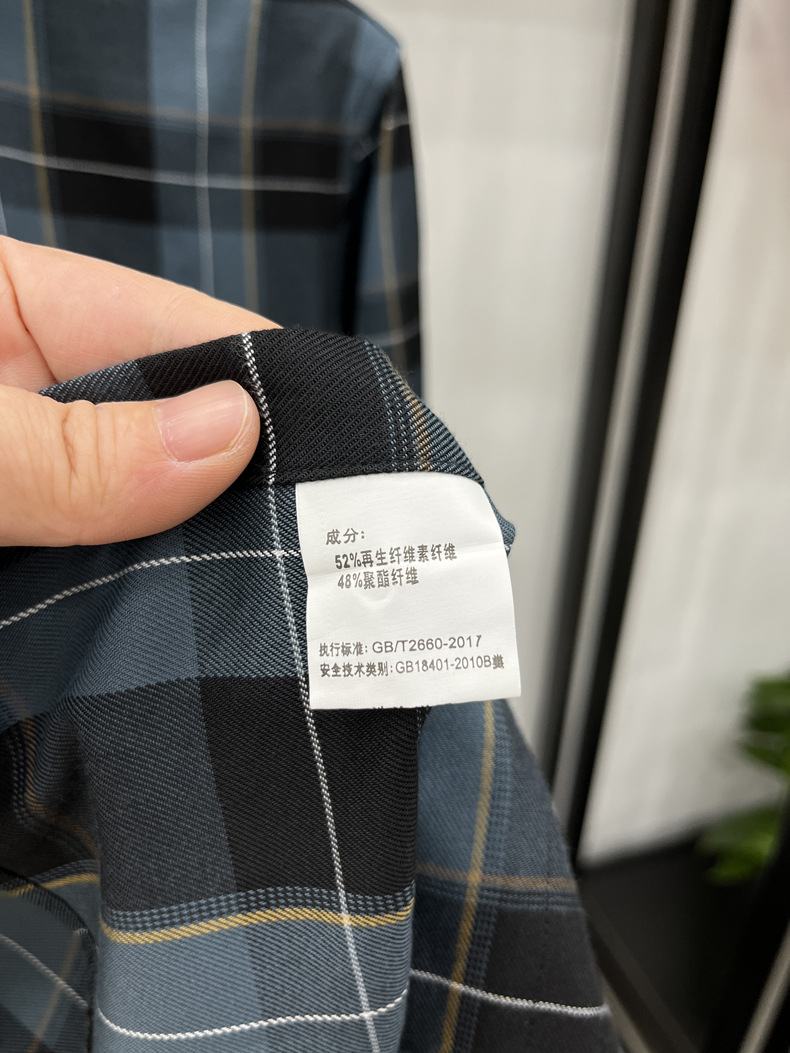 成分:
52%再生纤维素纤维
48%聚酯纤维
执行标准: GB/T2660-2017
安全技术类别: GB18401-2010B类